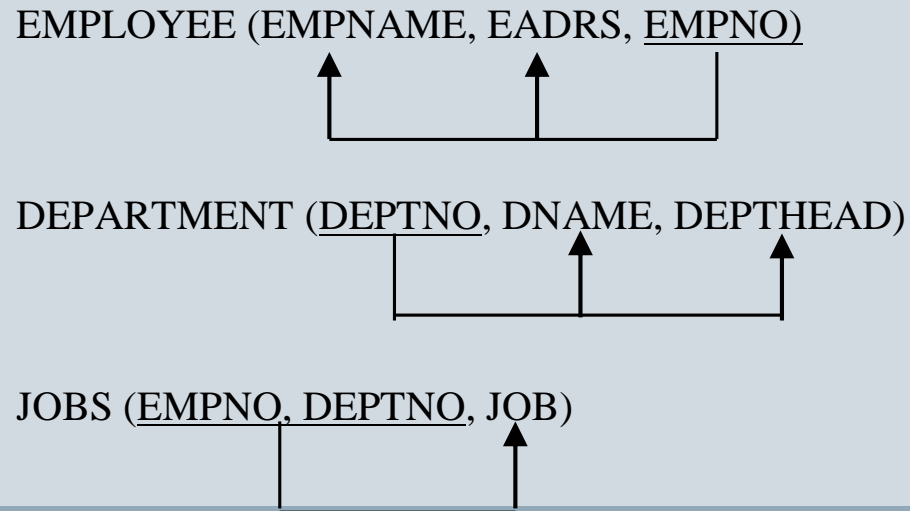 EMPLOYEE (EMPNAME, EADRS, EMPNO)
DEPARTMENT (DEPTNO, DNAME, DEPTHEAD)
JOBS (EMPNO, DEPTNO, JOB)